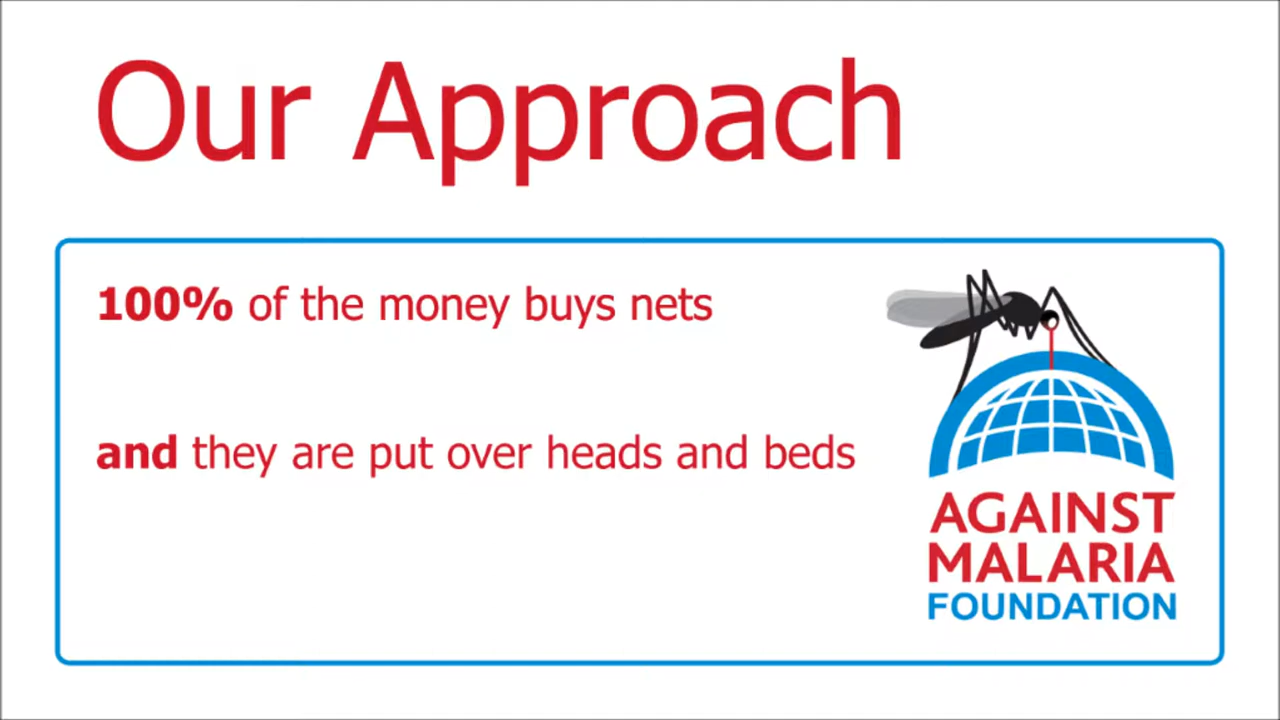 Our Approach
100% of the money buys nets
and they are put over heads and beds
AGAINST
MALARIA
FOUNDATION